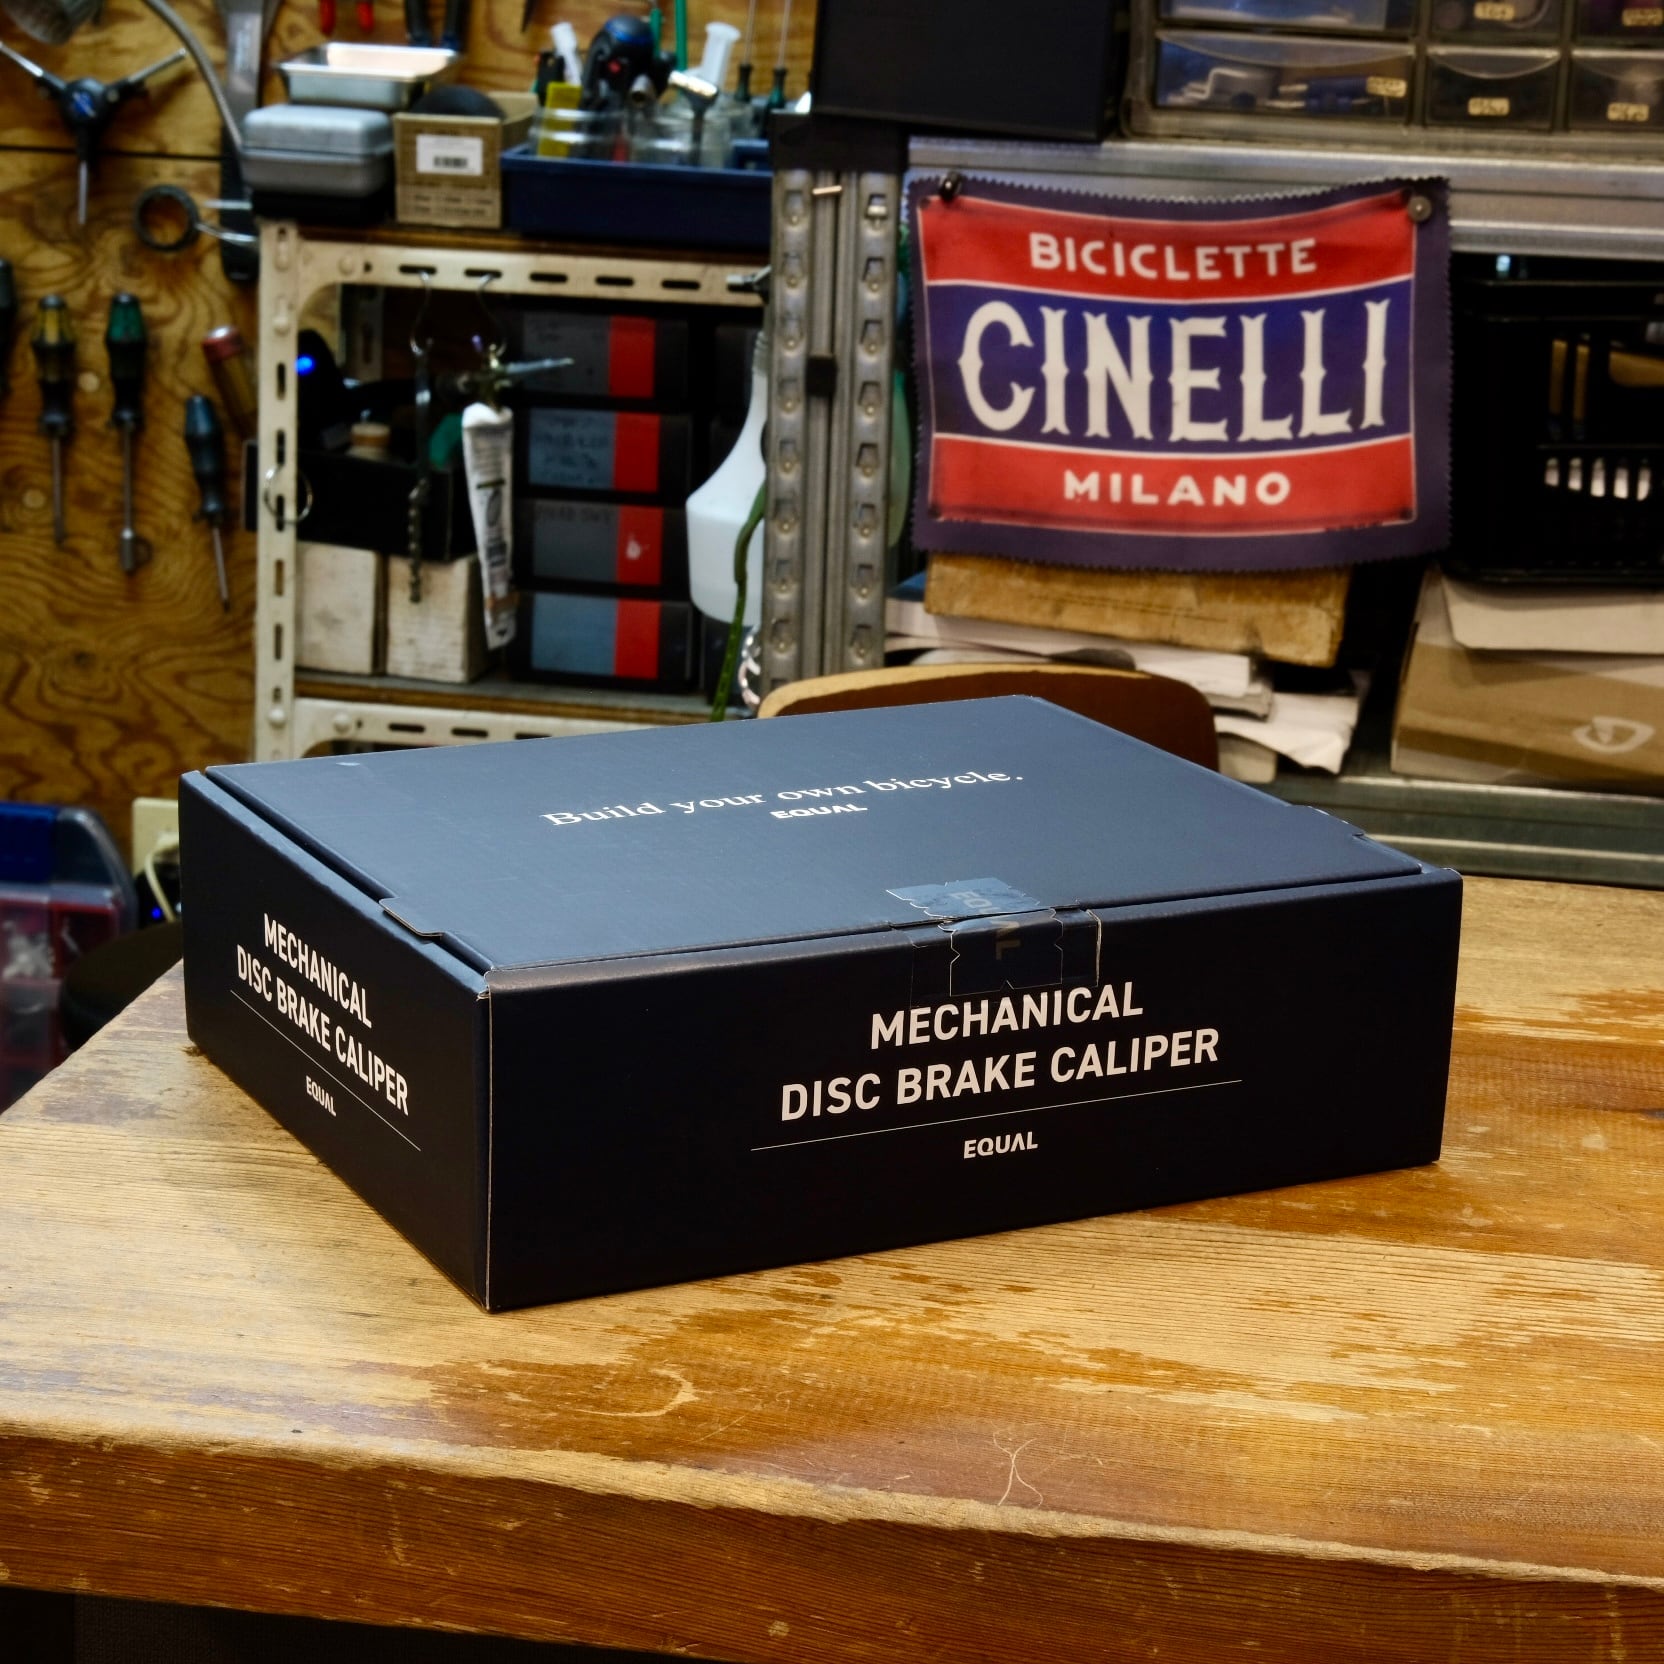 BICICLETTE
CINELLI
MILANO
Build your own bicycle.
EQUAL
MECHANICAL
DISC BRAKE CALIPER
EQUAL
MECHANICAL
DISC BRAKE CALIPER
EQUAL